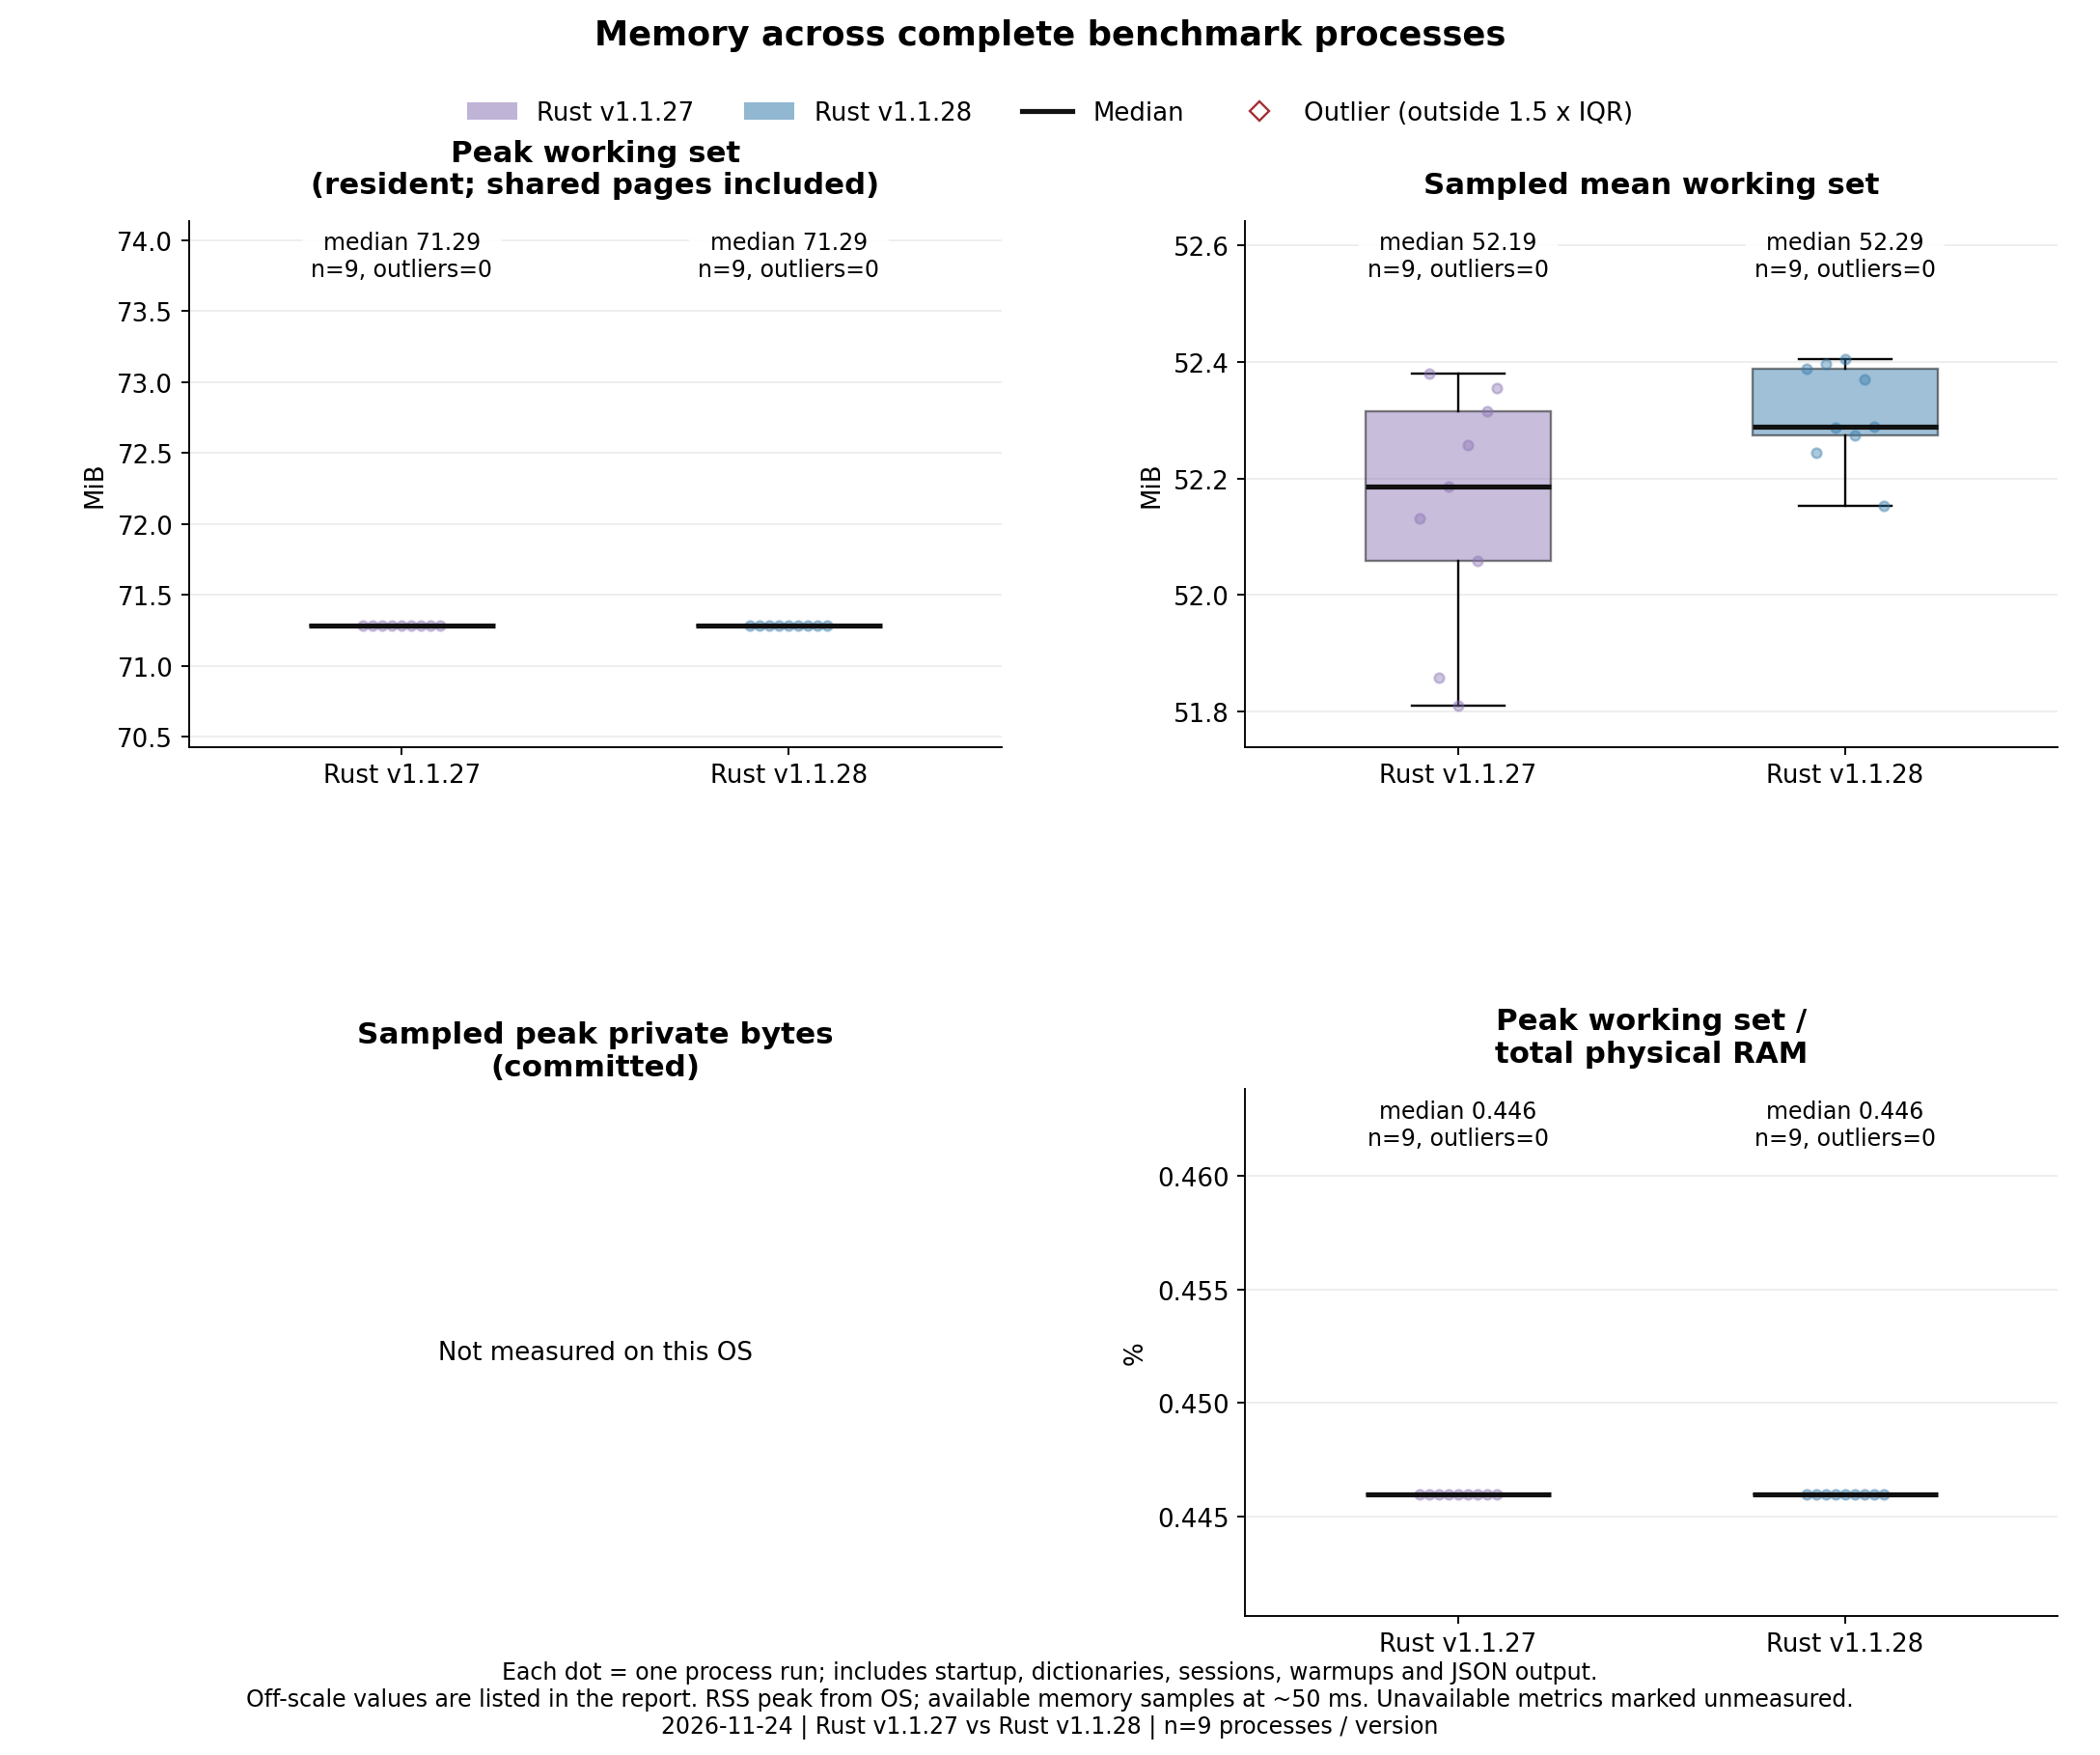 Memory across complete benchmark processes
Rust v1.1.27
Rust v1.1.28
Median
Outlier (outside 1.5 x IQR)
Peak working set
(resident; shared pages included)
MiB
74.0
73.5
73.0
72.5
72.0
71.5
71.0
70.5
median 71.29
n=9, outliers=0
median 71.29
n=9, outliers=0
Rust v1.1.27
Rust v1.1.28
Sampled mean working set
MiB
52.6
52.4
52.2
52.0
51.8
median 52.19
n=9, outliers=0
median 52.29
n=9, outliers=0
Rust v1.1.27
Rust v1.1.28
Sampled peak private bytes
(committed)
Not measured on this OS
Peak working set /
total physical RAM
%
0.460
0.455
0.450
0.445
median 0.446
n=9, outliers=0
median 0.446
n=9, outliers=0
Rust v1.1.27
Rust v1.1.28
Each dot = one process run; includes startup, dictionaries, sessions, warmups and JSON output.
Off-scale values are listed in the report. RSS peak from OS; available memory samples at ~50 ms. Unavailable metrics marked unmeasured.
2026-11-24 | Rust v1.1.27 vs Rust v1.1.28 | n=9 processes / version